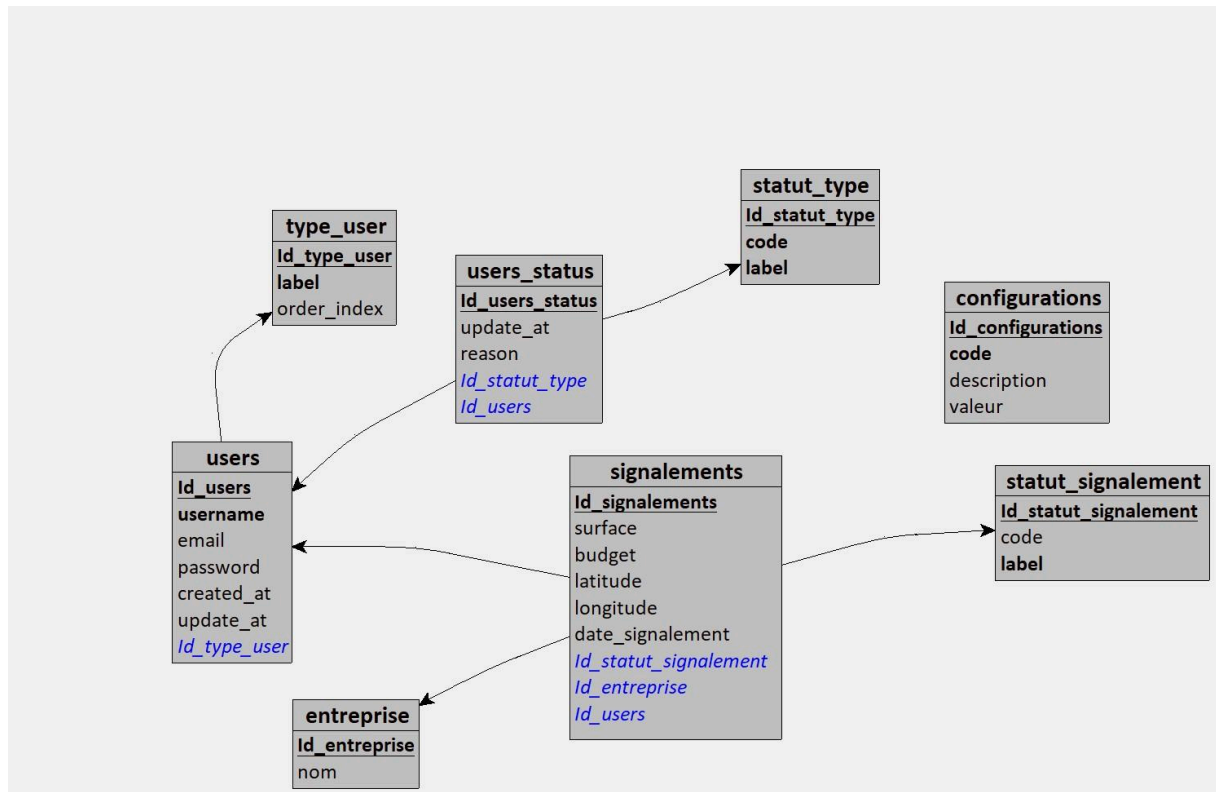 statut_type
Id_statut_type
code
label
type_user
Id_type_user
label
order_index
users_status
Id_users_status
update_at
reason
Id_statut_type
Id_users
configurations
Id_configurations
code
description
valeur
users
Id_users
username
email
password
created_at
update_at
Id_type_user
signalements
Id_signalements
surface
budget
latitude
longitude
date_signalement
Id_statut_signalement
Id_entreprise
Id_users
statut_signalement
Id_statut_signalement
code
label
entreprise
Id_entreprise
nom